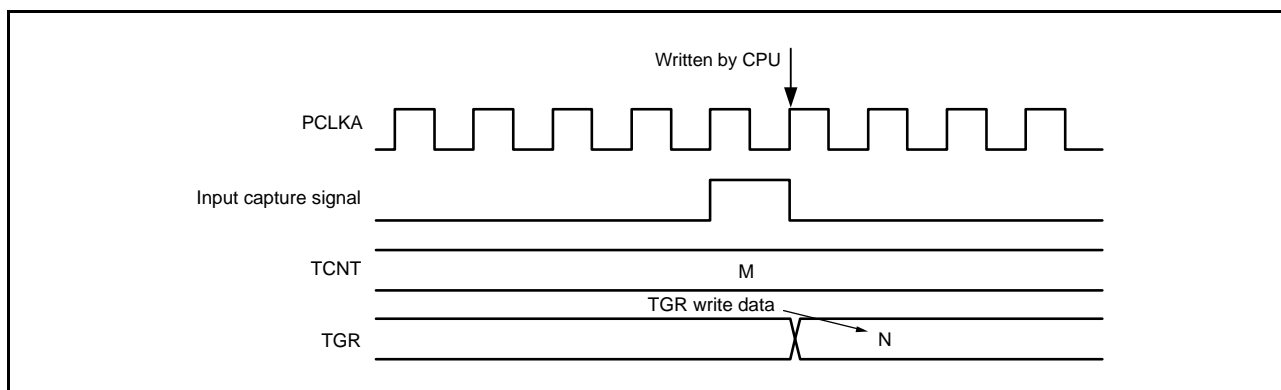 Written by CPU
PCLKA
Input capture signal
TCNT
M
TGR write data
TGR
N